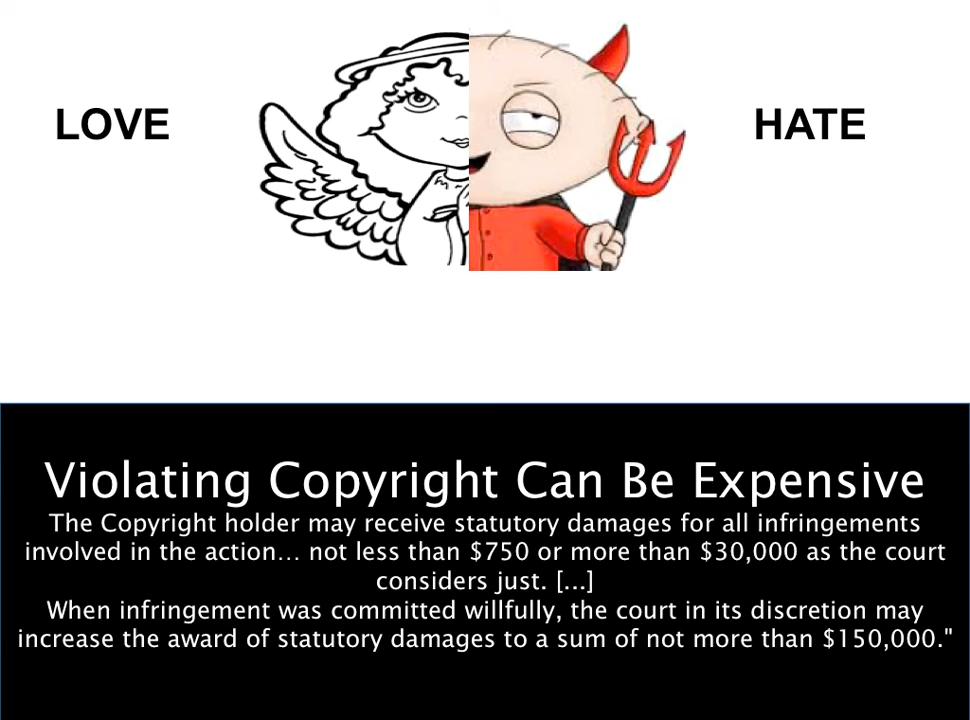 LOVE
HATE
Violating Copyright Can Be Expensive
The Copyright holder may receive statutory damages for all infringements
involved in the action… not less than $750 or more than $30,000 as the court
considers just. [...]
When infringement was committed willfully, the court in its discretion may
increase the award of statutory damages to a sum of not more than $150,000."